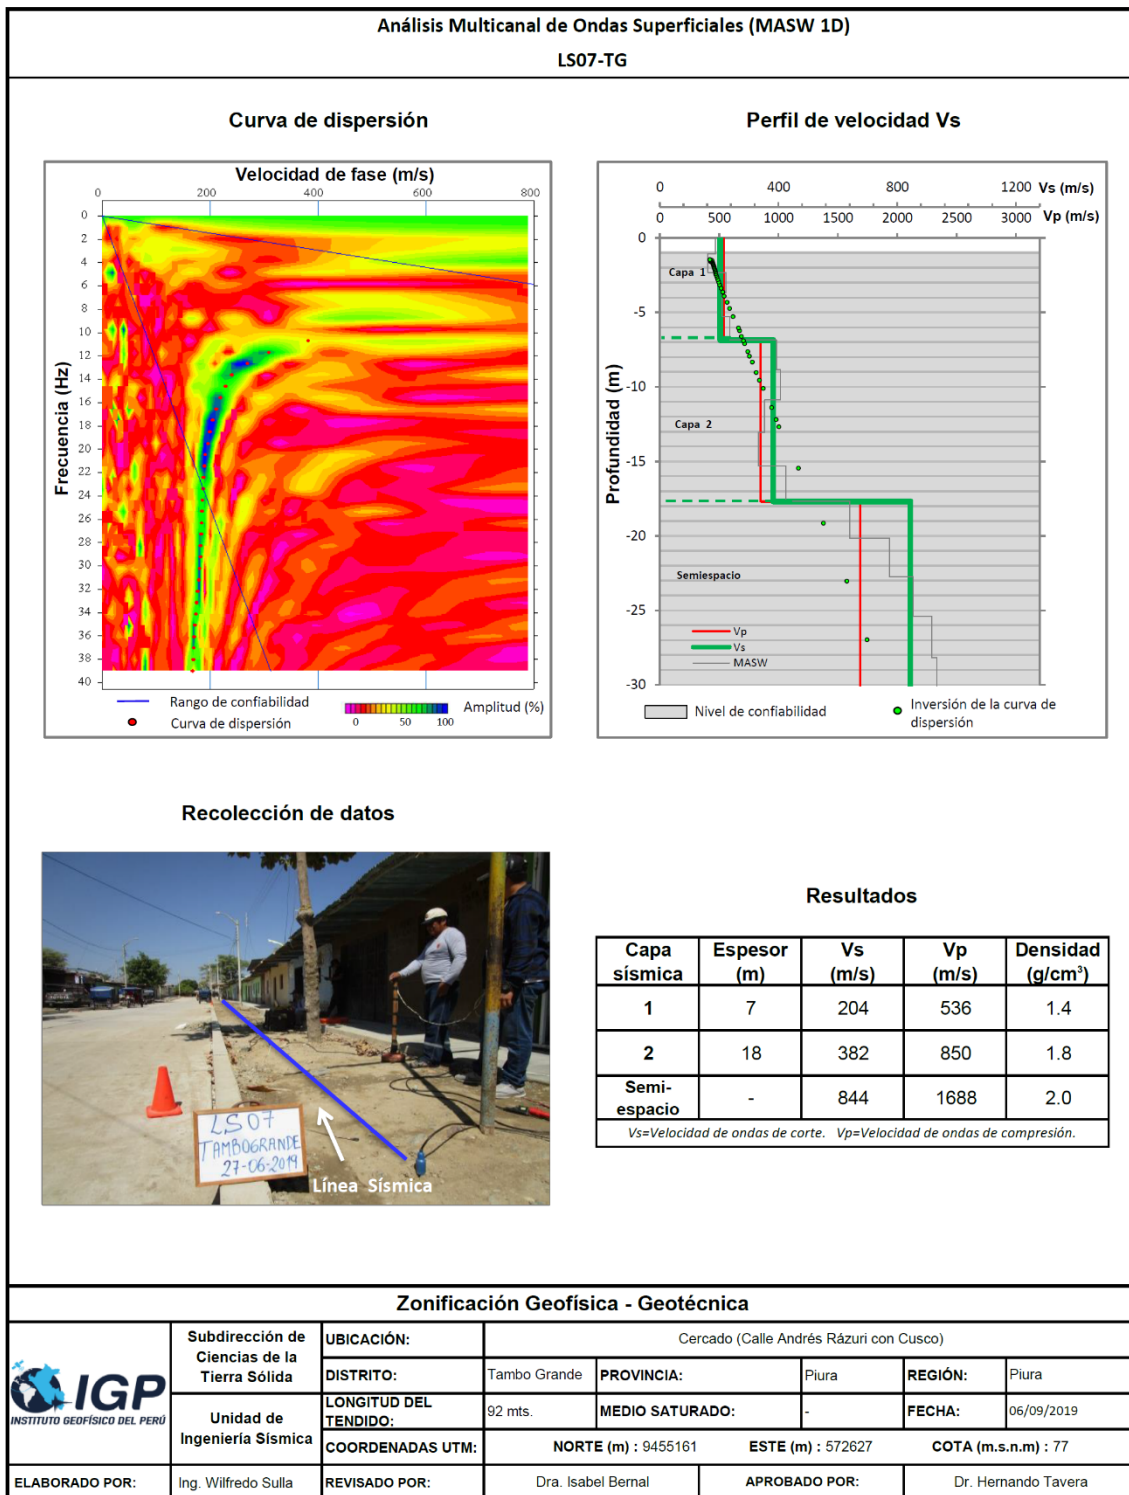 Análisis Multicanal de Ondas Superficiales (MASW 1D)
LS07-TG
Curva de dispersión
Perfil de velocidad Vs
Velocidad de fase (m/s)
0 200 400 600 800
Frecuencia (Hz)
0
2
4
6
8
10
12
14
16
18
20
22
24
26
28
30
32
34
36
38
40
Rango de confiabilidad
Curva de dispersión
0 50 100
Amplitud (%)
0 400 800 1200 Vs (m/s)
0 500 1000 1500 2000 2500 3000 Vp (m/s)
Profundidad (m)
0
-5
-10
-15
-20
-25
-30
Capa 1
Capa 2
Semiespacio
Vp
Vs
MASW
Nivel de confiabilidad
Inversión de la curva de
dispersión
Recolección de datos
LS07
TAMBOGRANDE
27-06-2019
Línea Sísmica
Resultados
Capa sísmica Espesor (m) Vs (m/s) Vp (m/s) Densidad (g/cm³)
1 7 204 536 1.4
2 18 382 850 1.8
Semi-espacio - 844 1688 2.0
Vs=Velocidad de ondas de corte. Vp=Velocidad de ondas de compresión.
Zonificación Geofísica - Geotécnica
IGP
INSTITUTO GEOFÍSICO DEL PERÚ
Subdirección de
Ciencias de la
Tierra Sólida
Unidad de
Ingeniería Sísmica
UBICACIÓN: Cercado (Calle Andrés Rázuri con Cusco)
DISTRITO: Tambo Grande PROVINCIA: Piura REGIÓN: Piura
LONGITUD DEL
TENDIDO: 92 mts. MEDIO SATURADO: - FECHA: 06/09/2019
COORDENADAS UTM: NORTE (m) : 9455161 ESTE (m) : 572627 COTA (m.s.n.m) : 77
ELABORADO POR: Ing. Wilfredo Sulla REVISADO POR: Dra. Isabel Bernal APROBADO POR: Dr. Hernando Tavera